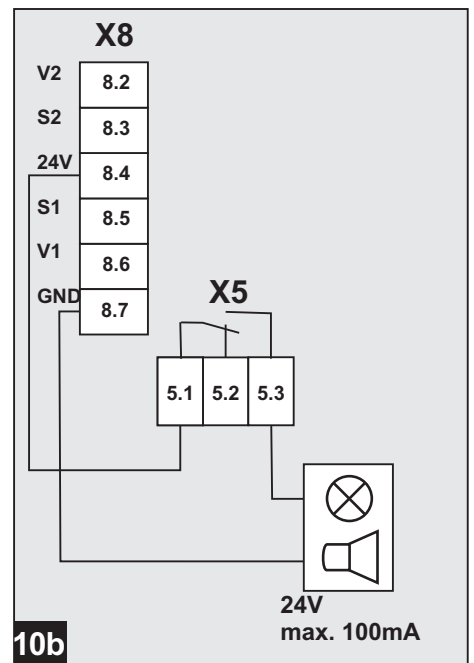 X8
V2 8.2
S2 8.3
24V 8.4
S1 8.5
V1 8.6
GND 8.7
X5
5.1 5.2 5.3
24V
max. 100mA
10b